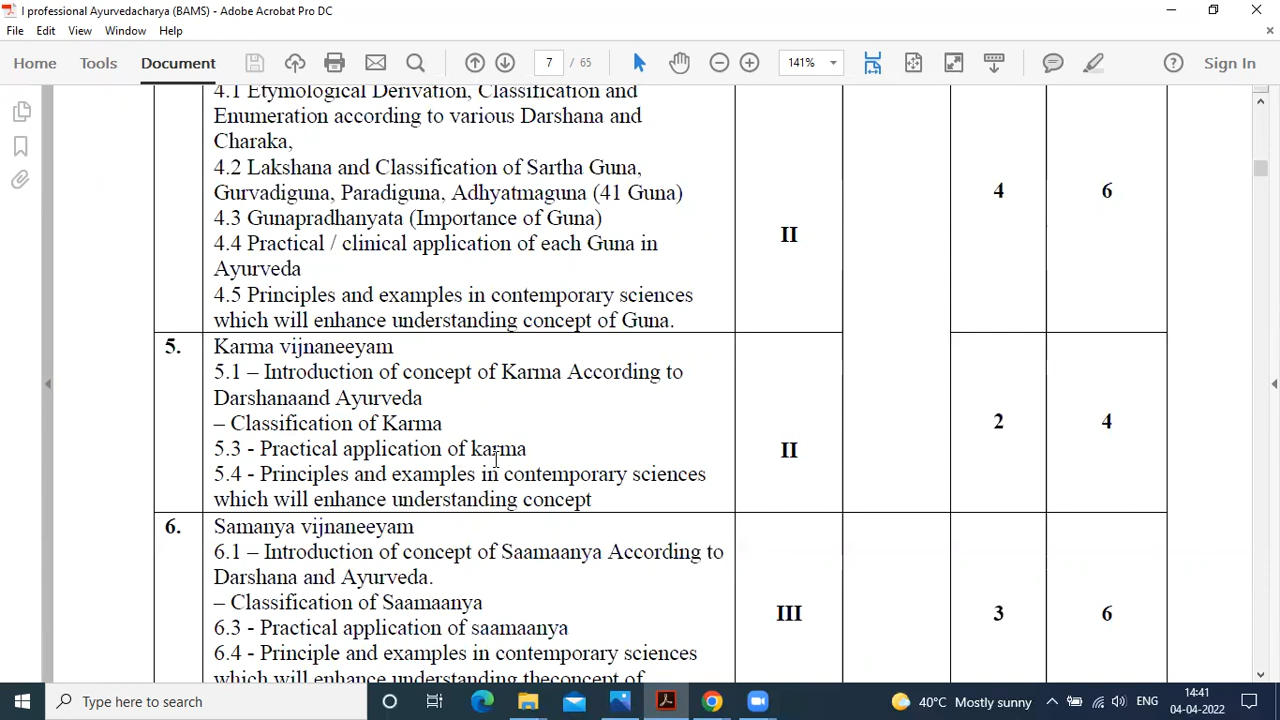 I professional Ayurvedacharya (BAMS) - Adobe Acrobat Pro DC
File Edit View Window Help
Home Tools Document 7 / 65 141% Sign In
4.1 Etymological Derivation, Classification and
Enumeration according to various Darshana and
Charaka,
4.2 Lakshana and Classification of Sartha Guna,
Gurvadiguna, Paradiguna, Adhyatmaguna (41 Guna)
4.3 Gunapradhanyata (Importance of Guna)
4.4 Practical / clinical application of each Guna in
Ayurveda
4.5 Principles and examples in contemporary sciences
which will enhance understanding concept of Guna.
II
4
6
5.
Karma vijnaneeyam
5.1 – Introduction of concept of Karma According to
Darshanaand Ayurveda
– Classification of Karma
5.3 - Practical application of karma
5.4 - Principles and examples in contemporary sciences
which will enhance understanding concept
II
2
4
6.
Samanya vijnaneeyam
6.1 – Introduction of concept of Saamaanya According to
Darshana and Ayurveda.
– Classification of Saamaanya
6.3 - Practical application of saamaanya
6.4 - Principle and examples in contemporary sciences
which will enhance understanding theconcept of
III
3
6
Type here to search
40°C Mostly sunny
ENG
14:41
04-04-2022